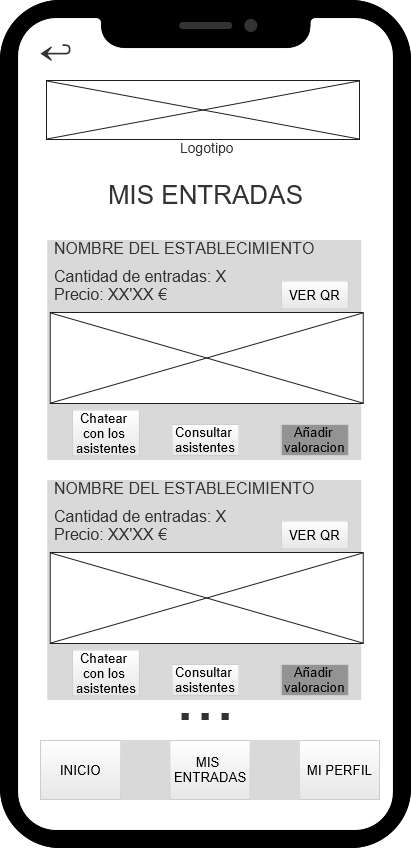 Logotipo
MIS ENTRADAS
NOMBRE DEL ESTABLECIMIENTO
Cantidad de entradas: X
Precio: XX'XX €
VER QR
Chatear
con los
asistentes
Consultar
asistentes
Añadir
valoracion
NOMBRE DEL ESTABLECIMIENTO
Cantidad de entradas: X
Precio: XX'XX €
VER QR
Chatear
con los
asistentes
Consultar
asistentes
Añadir
valoracion
...
INICIO
MIS
ENTRADAS
MI PERFIL